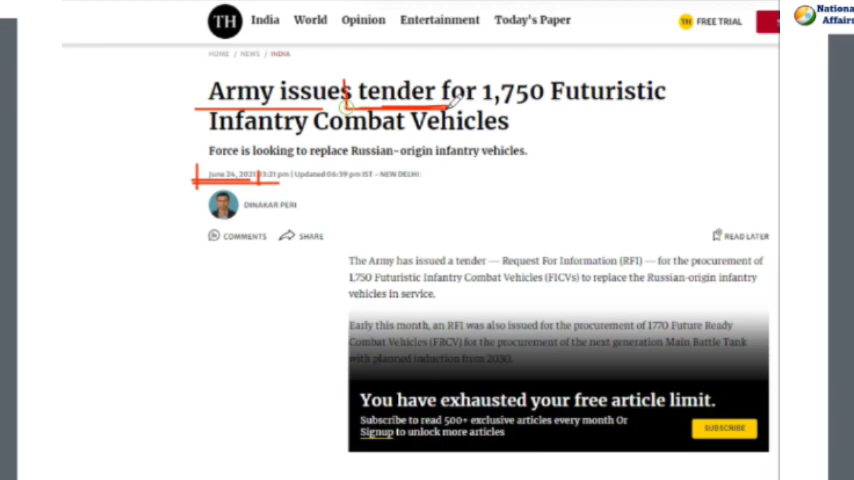 TH India World Opinion Combat Entertainment Today's Paper TH FREE TRIAL S
National
Affairs
HOME / NEWS / INDIA
Army issues tender for 1,750 Futuristic
Infantry Combat Vehicles
Force is looking to replace Russian-origin infantry vehicles.
June 24, 2021 03:21 pm | Updated 06:39 pm IST - NEW DELHI:
DINAKAR PERI
COMMENTS SHARE READ LATER
The Army has issued a tender — Request For Information (RFI) — for the procurement of
1,750 Futuristic Infantry Combat Vehicles (FICVs) to replace the Russian-origin infantry
vehicles in service.
Early this month, an RFI was also issued for the procurement of 1770 Future Ready
Combat Vehicles (FRCV) for the procurement of the next generation Main Battle Tank
with planned induction from 2030.
You have exhausted your free article limit.
Subscribe to read 500+ exclusive articles every month Or
Signup to unlock more articles
SUBSCRIBE